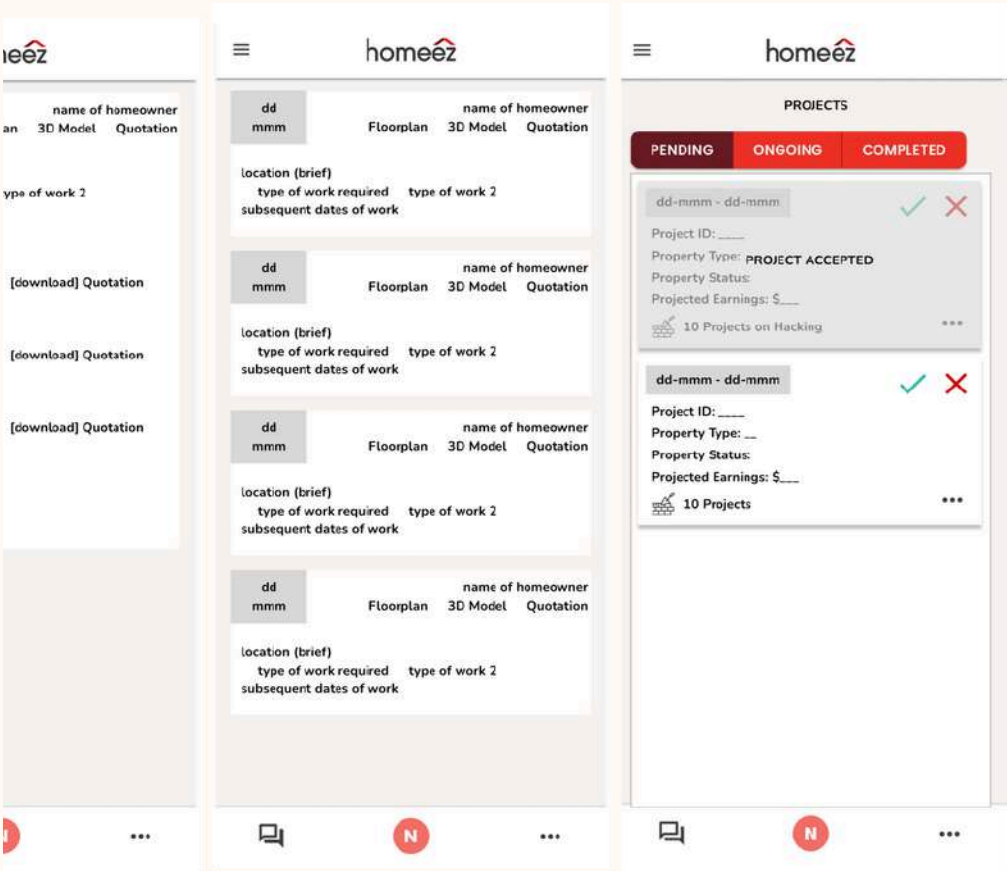 eêz
name of homeowner
an 3D Model Quotation
ype of work 2
[download] Quotation
[download] Quotation
[download] Quotation
homeêz
dd
mmm
name of homeowner
Floorplan 3D Model Quotation
location (brief)
type of work required type of work 2
subsequent dates of work
dd
mmm
name of homeowner
Floorplan 3D Model Quotation
location (brief)
type of work required type of work 2
subsequent dates of work
dd
mmm
name of homeowner
Floorplan 3D Model Quotation
location (brief)
type of work required type of work 2
subsequent dates of work
dd
mmm
name of homeowner
Floorplan 3D Model Quotation
location (brief)
type of work required type of work 2
subsequent dates of work
N
homeêz
PROJECTS
PENDING ONGOING COMPLETED
dd-mmm - dd-mmm
Project ID: ____
Property Type: PROJECT ACCEPTED
Property Status:
Projected Earnings: $___
10 Projects on Hacking
dd-mmm - dd-mmm
Project ID: ____
Property Type: __
Property Status:
Projected Earnings: $___
10 Projects
N